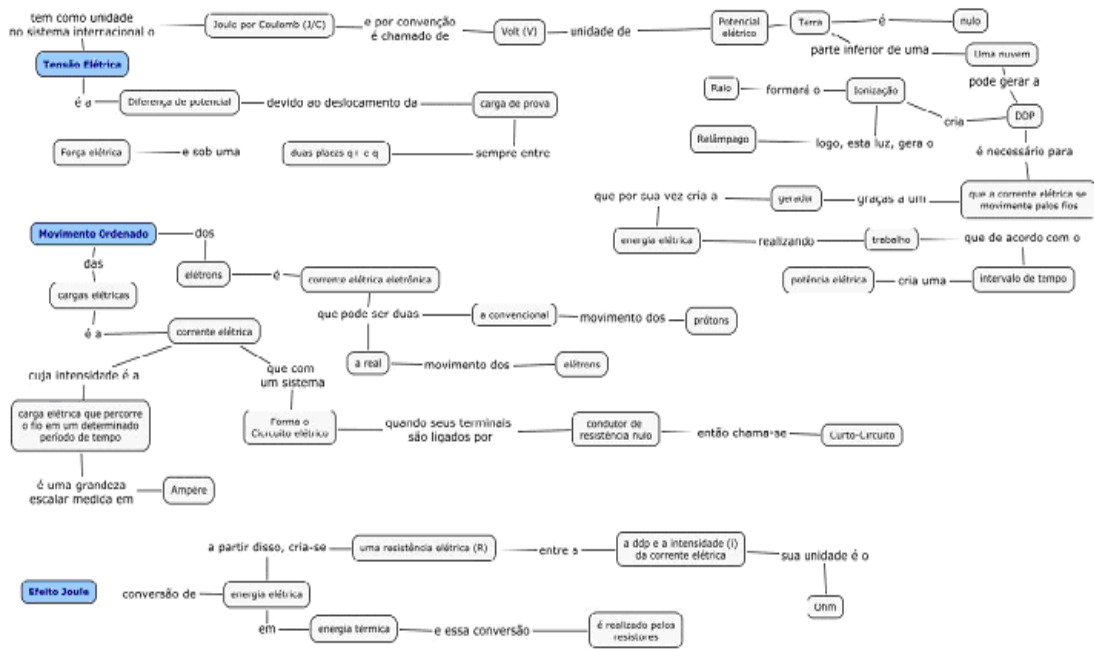 tem como unidade
no sistema internacional o
Joule por Coulomb (J/C)
e por convenção
é chamado de
Volt (V)
unidade de
Potencial
elétrico
Terra
é
nulo
parte inferior de uma
Uma nuvem
pode gerar a
DDP
cria
Ionização
formará o
Raio
logo, esta luz, gera o
Relâmpago
é necessário para
que a corrente elétrica se
movimente pelos fios
graças a um
gerador
que por sua vez cria a
energia elétrica
realizando
trabalho
que de acordo com o
intervalo de tempo
cria uma
potência elétrica
Tensão Elétrica
é a
Diferença de potencial
devido ao deslocamento da
carga de prova
sempre entre
duas placas q+ e q
e sob uma
Força elétrica
Movimento Ordenado
dos
elétrons
é
corrente elétrica eletrônica
que pode ser duas
a convencional
movimento dos
prótons
a real
movimento dos
elétrons
das
cargas elétricas
é a
corrente elétrica
cuja intensidade é a
carga elétrica que percorre
o fio em um determinado
período de tempo
é uma grandeza
escalar medica em
Ampère
que com
um sistema
Forma o
Cicrcuito elétrico
quando seus terminais
são ligados por
condutor de
resistência nulo
então chama-se
Curto-Circuito
Efeito Joule
conversão de
energia elétrica
a partir disso, cria-se
uma resistência elétrica (R)
entre a
a ddp e a intensidade (i)
da corrente elétrica
sua unidade é o
Ohm
em
energia térmica
e essa conversão
é realizado pelos
resistores